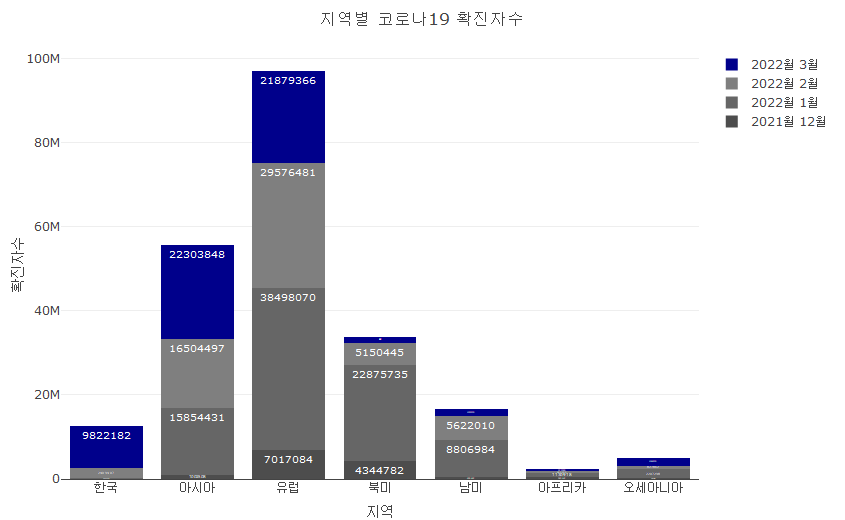 지역별 코로나19 확진자수
100M
80M
60M
40M
20M
0
확진자수
21879366
29576481
38498070
7017084
22303848
16504497
15854431
9822182
5150445
22875735
4344782
5622010
8806984
한국
아시아
유럽
북미
남미
아프리카
오세아니아
지역
2022월 3월
2022월 2월
2022월 1월
2021월 12월